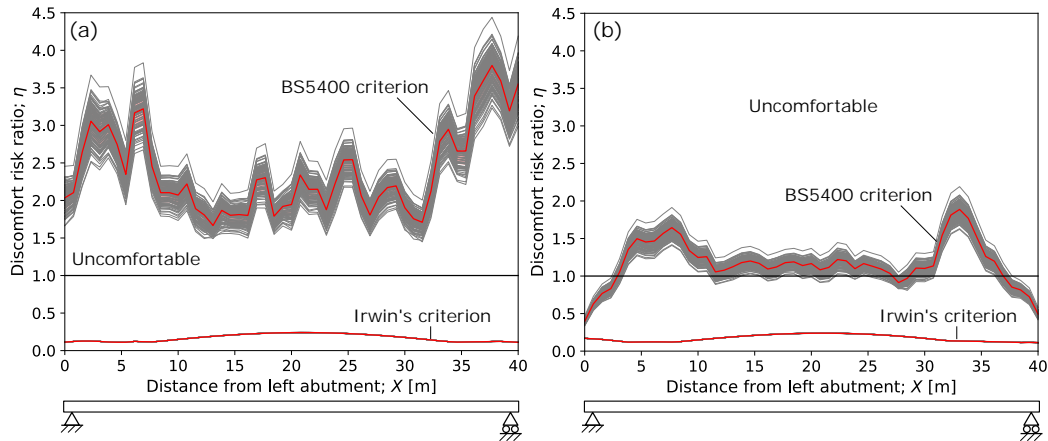 (a)
4.5
4.0
3.5
3.0
2.5
2.0
1.5
1.0
0.5
0.0
Discomfort risk ratio; η
BS5400 criterion
Uncomfortable
Irwin's criterion
0 5 10 15 20 25 30 35 40
Distance from left abutment; X [m]
(b)
4.5
4.0
3.5
3.0
2.5
2.0
1.5
1.0
0.5
0.0
Discomfort risk ratio; η
Uncomfortable
BS5400 criterion
Irwin's criterion
0 5 10 15 20 25 30 35 40
Distance from left abutment; X [m]